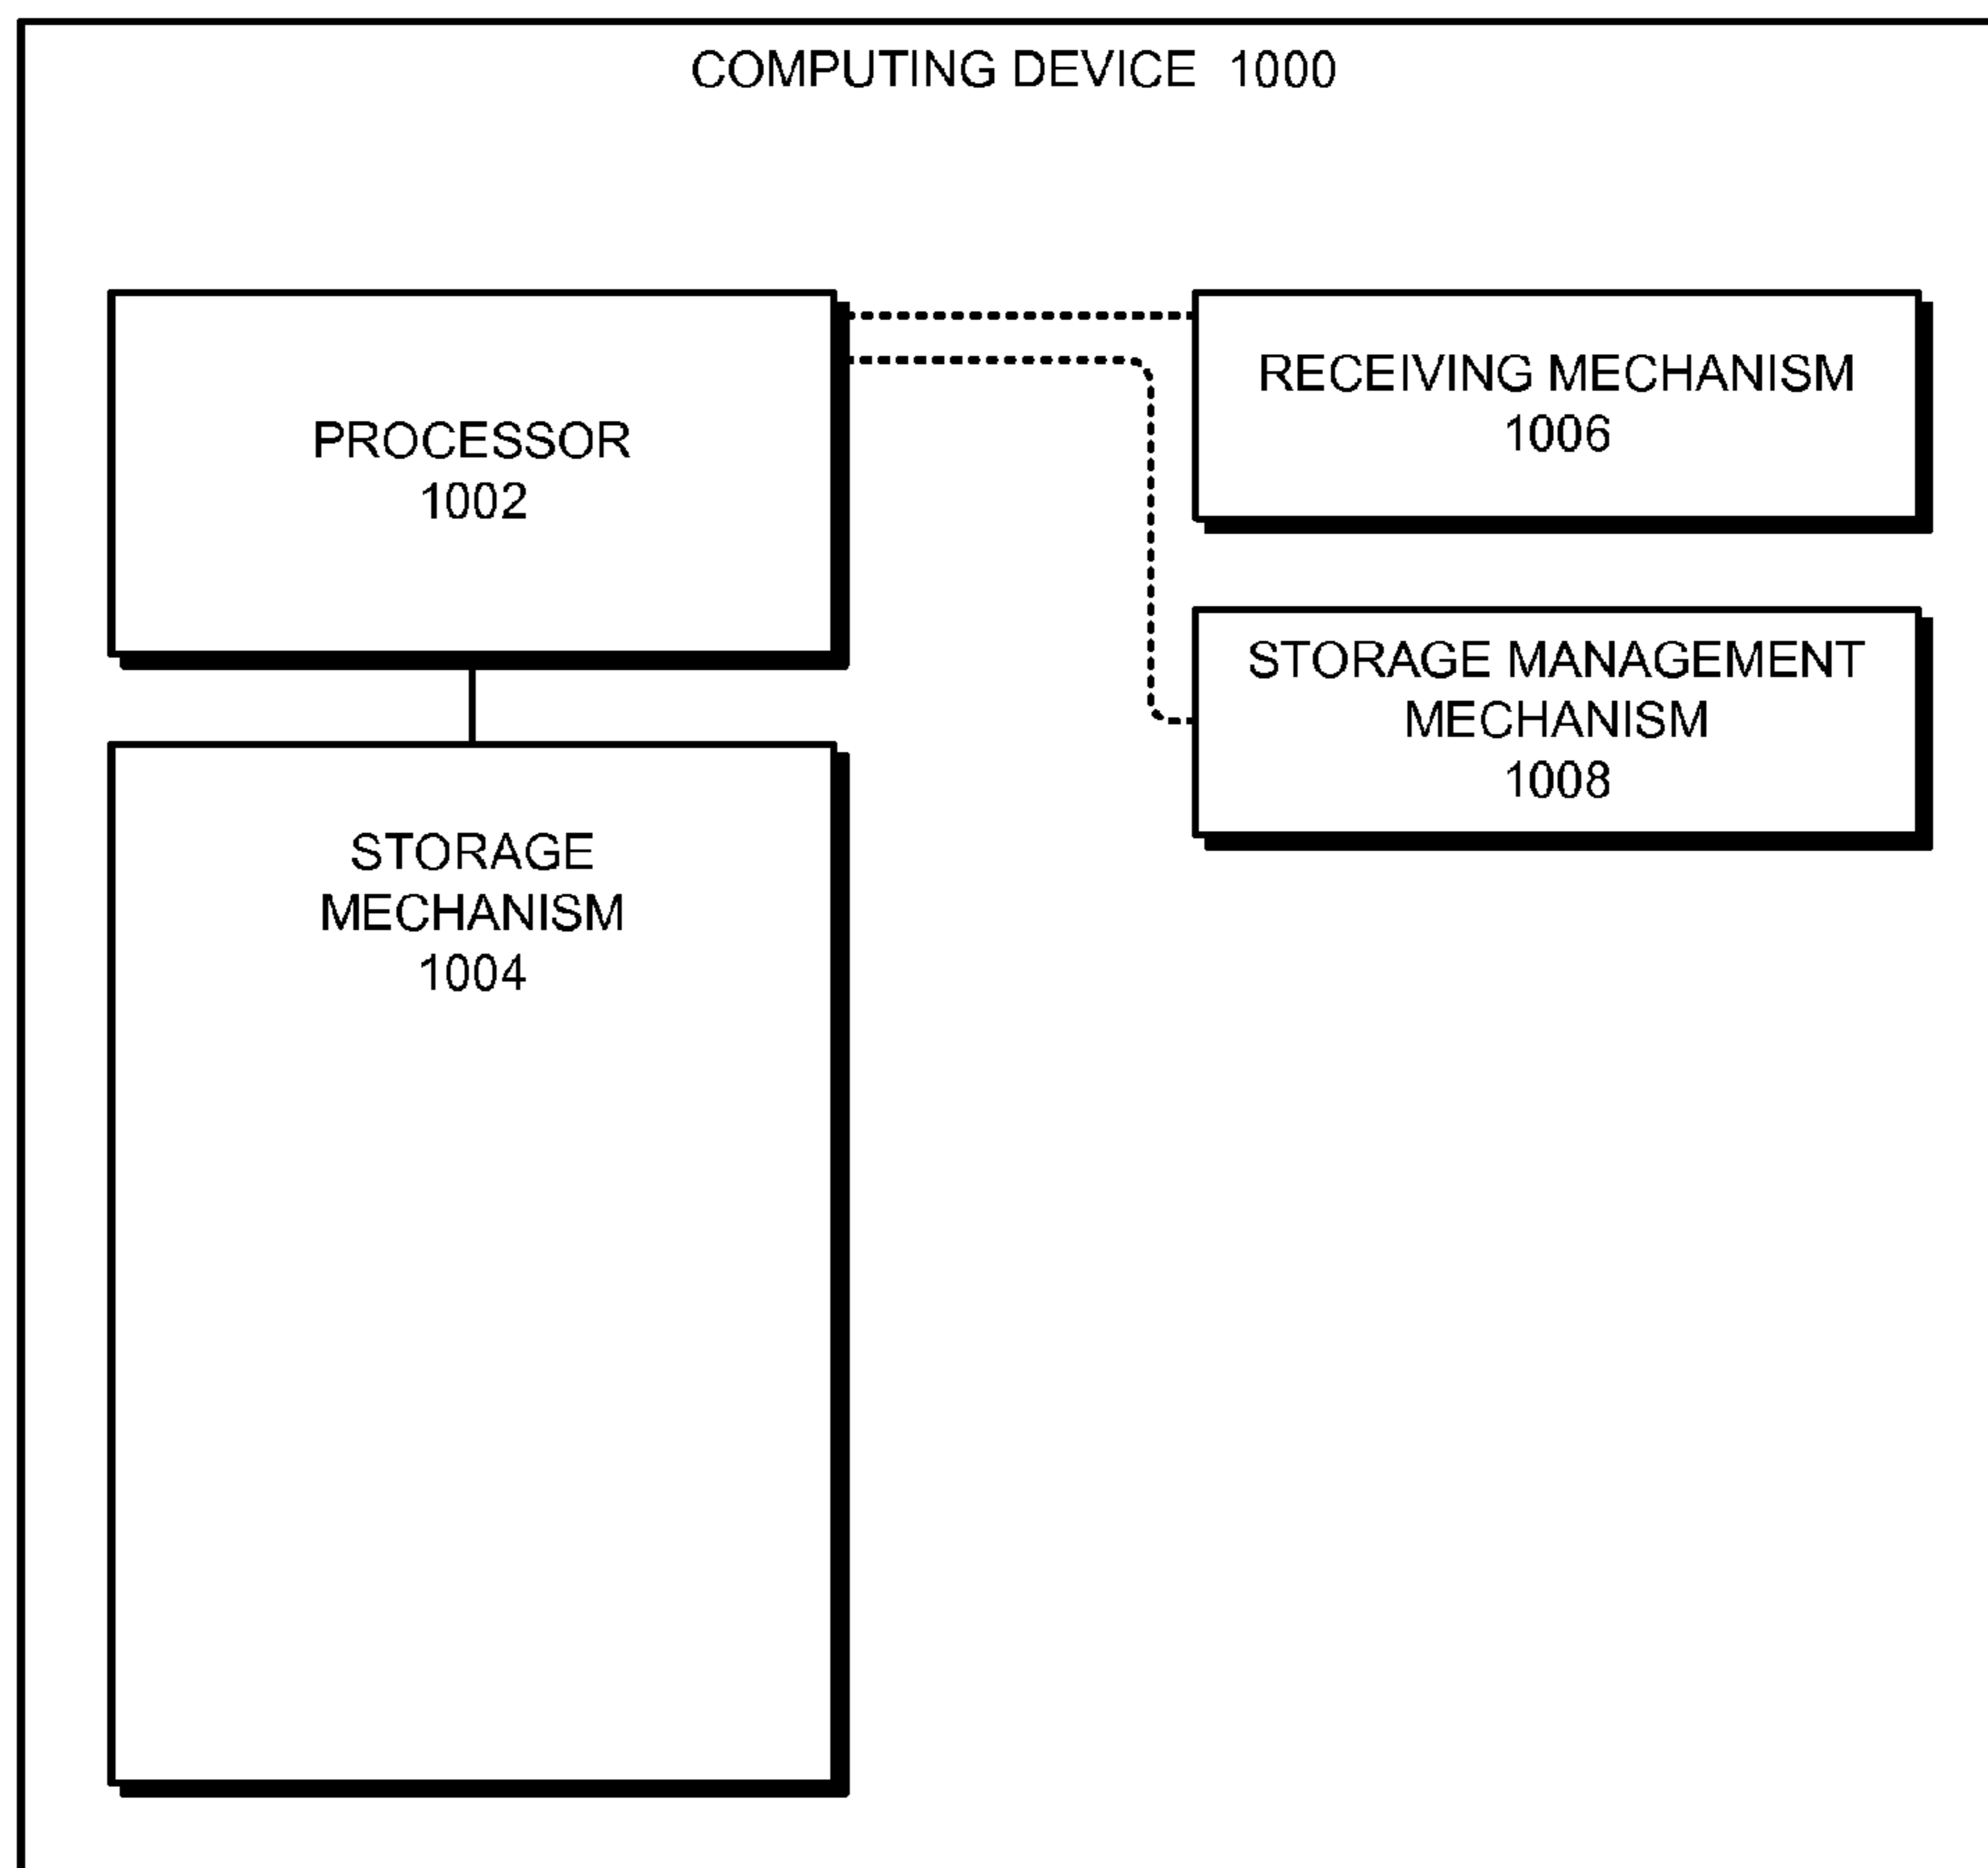 COMPUTING DEVICE 1000
PROCESSOR
1002
RECEIVING MECHANISM
1006
STORAGE MANAGEMENT
MECHANISM
1008
STORAGE
MECHANISM
1004